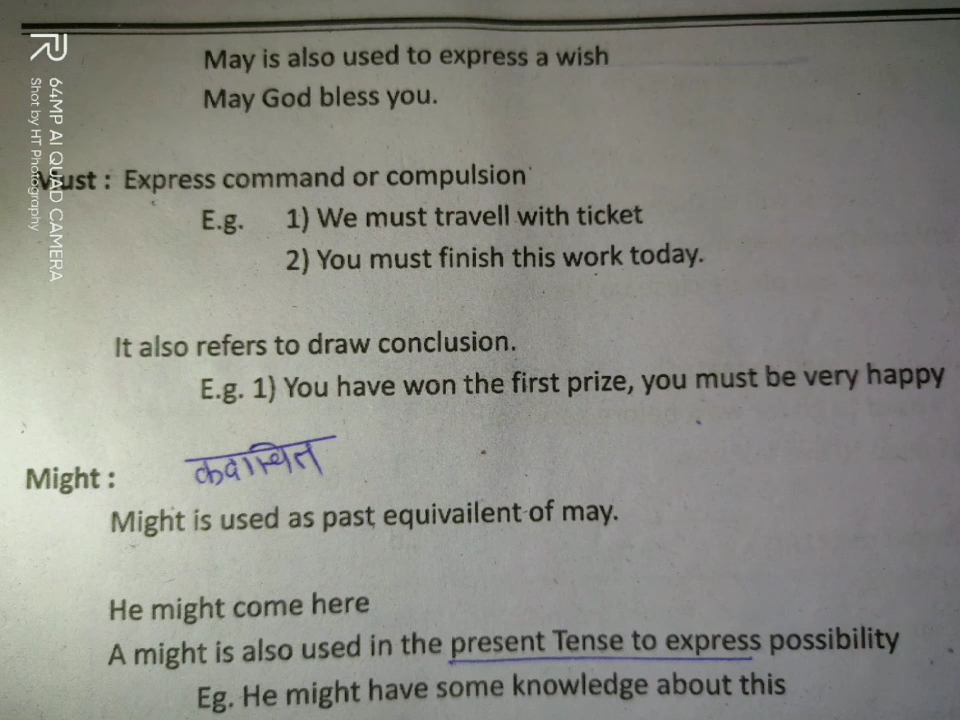 May is also used to express a wish
May God bless you.
Must : Express command or compulsion
E.g. 1) We must travell with ticket
2) You must finish this work today.
It also refers to draw conclusion.
E.g. 1) You have won the first prize, you must be very happy
Might :
Might is used as past equivailent of may.
He might come here
A might is also used in the present Tense to express possibility
Eg. He might have some knowledge about this
64MP AI QUAD CAMERA
Shot by HT Photography